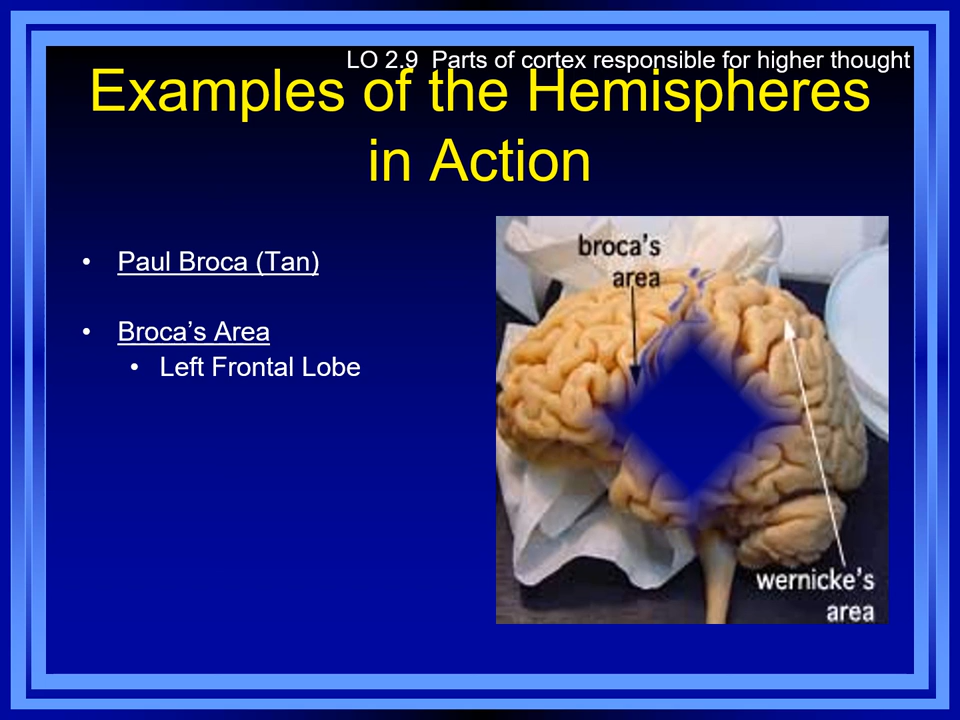 LO 2.9 Parts of cortex responsible for higher thought
Examples of the Hemispheres
in Action
• Paul Broca (Tan)
• Broca’s Area
• Left Frontal Lobe
broca's
area
wernicke's
area